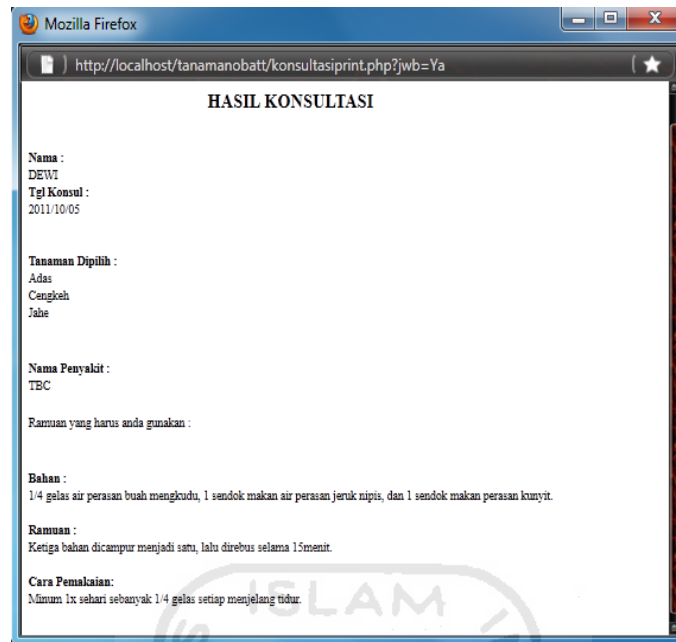 Mozilla Firefox
http://localhost/tanamanobatt/konsultasiprint.php?jwb=Ya
HASIL KONSULTASI
Nama :
DEWI
Tgl Konsul :
2011/10/05
Tanaman Dipilih :
Adas
Cengkeh
Jahe
Nama Penyakit :
TBC
Ramuan yang harus anda gunakan :
Bahan :
1/4 gelas air perasan buah mengkudu, 1 sendok makan air perasan jeruk nipis, dan 1 sendok makan perasan kunyit.
Ramuan :
Ketiga bahan dicampur menjadi satu, lalu direbus selama 15menit.
Cara Pemakaian:
Minum 1x sehari sebanyak 1/4 gelas setiap menjelang tidur.
ISLAM